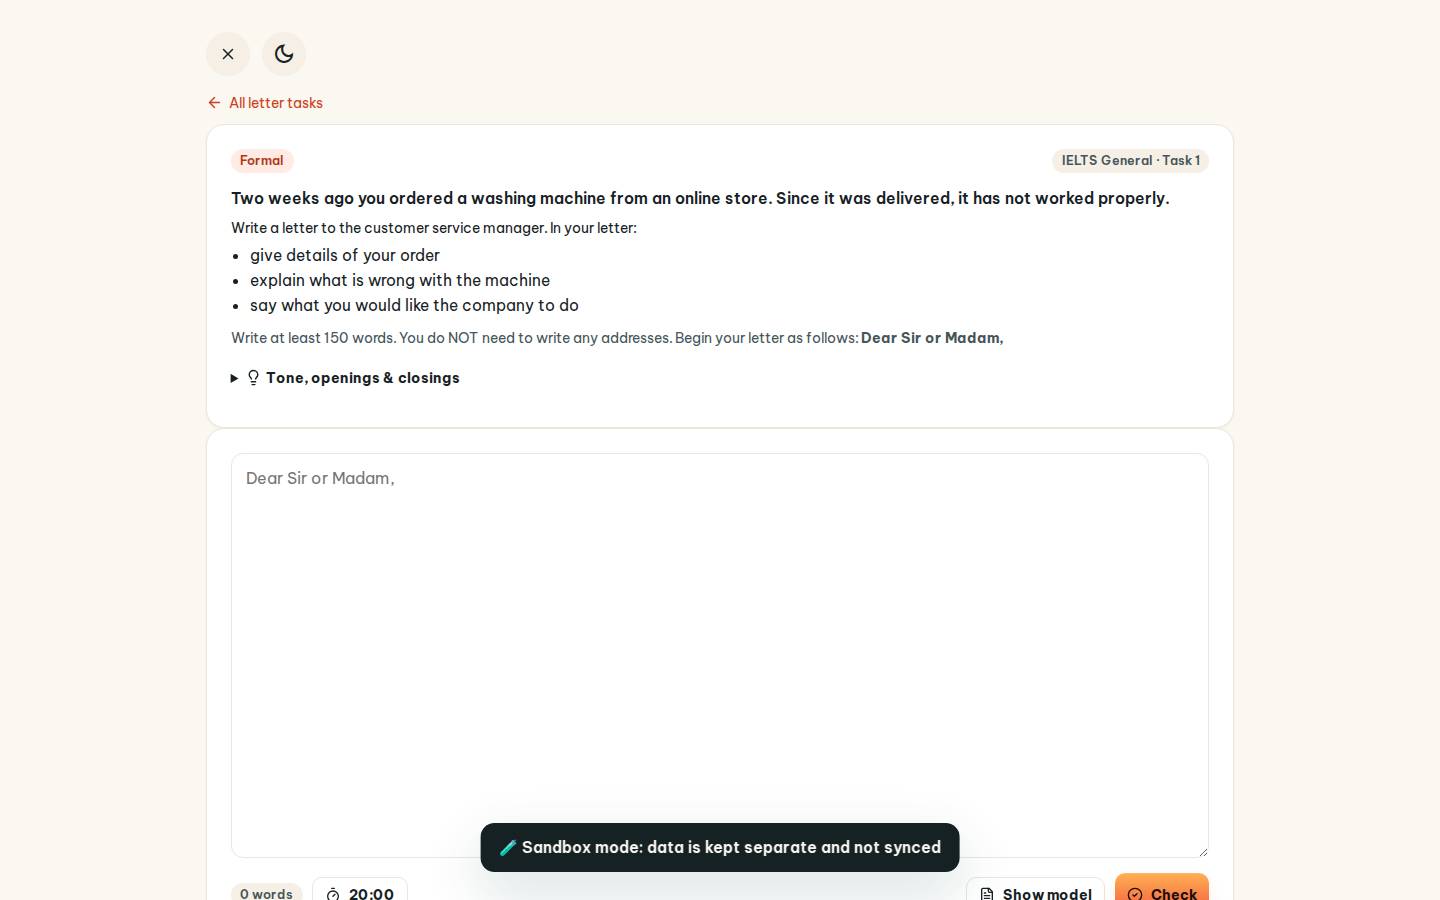 All letter tasks
Formal
IELTS General · Task 1
Two weeks ago you ordered a washing machine from an online store. Since it was delivered, it has not worked properly.
Write a letter to the customer service manager. In your letter:
• give details of your order
• explain what is wrong with the machine
• say what you would like the company to do
Write at least 150 words. You do NOT need to write any addresses. Begin your letter as follows: Dear Sir or Madam,
Tone, openings & closings
Dear Sir or Madam,
Sandbox mode: data is kept separate and not synced
0 words
20:00
Show model
Check